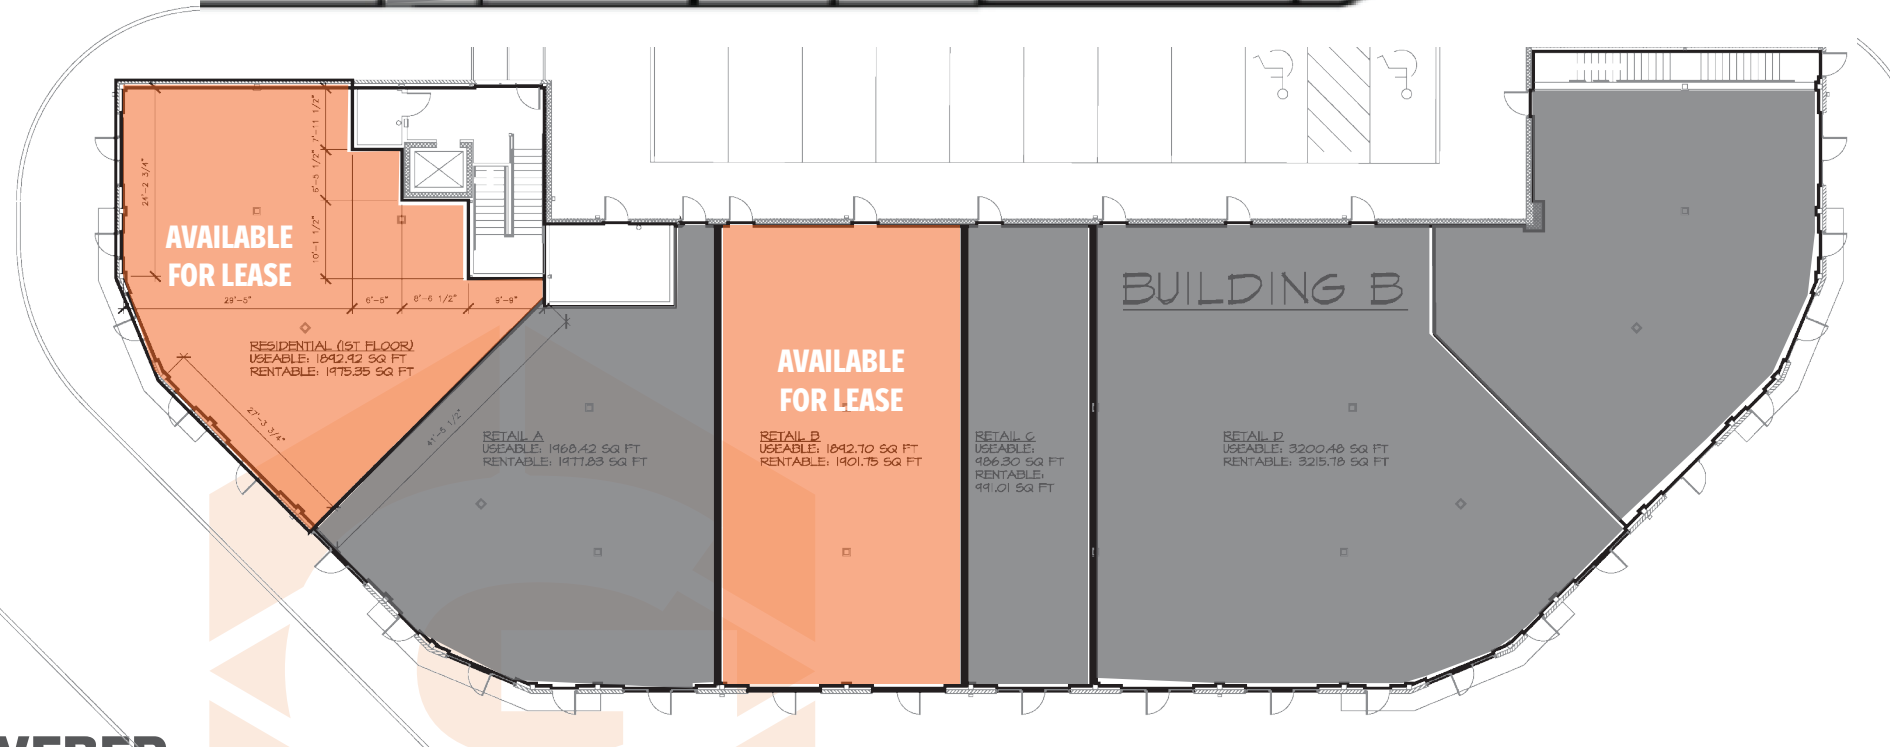 7'-11 1/2"
6'-5 1/2"
10'-1 1/2"
24'-2 3/4"
AVAILABLE
FOR LEASE
29'-5"
6'-6"
8'-6 1/2"
9'-9"
RESIDENTIAL (1ST FLOOR)
USEABLE: 1892.92 SQ FT
RENTABLE: 1975.35 SQ FT
27'-3 3/4"
41'-5 1/2"
RETAIL A
USEABLE: 1968.42 SQ FT
RENTABLE: 1977.83 SQ FT
AVAILABLE
FOR LEASE
RETAIL B
USEABLE: 1892.70 SQ FT
RENTABLE: 1901.75 SQ FT
RETAIL C
USEABLE:
986.30 SQ FT
RENTABLE:
991.01 SQ FT
BUILDING B
RETAIL D
USEABLE: 3200.48 SQ FT
RENTABLE: 3215.78 SQ FT